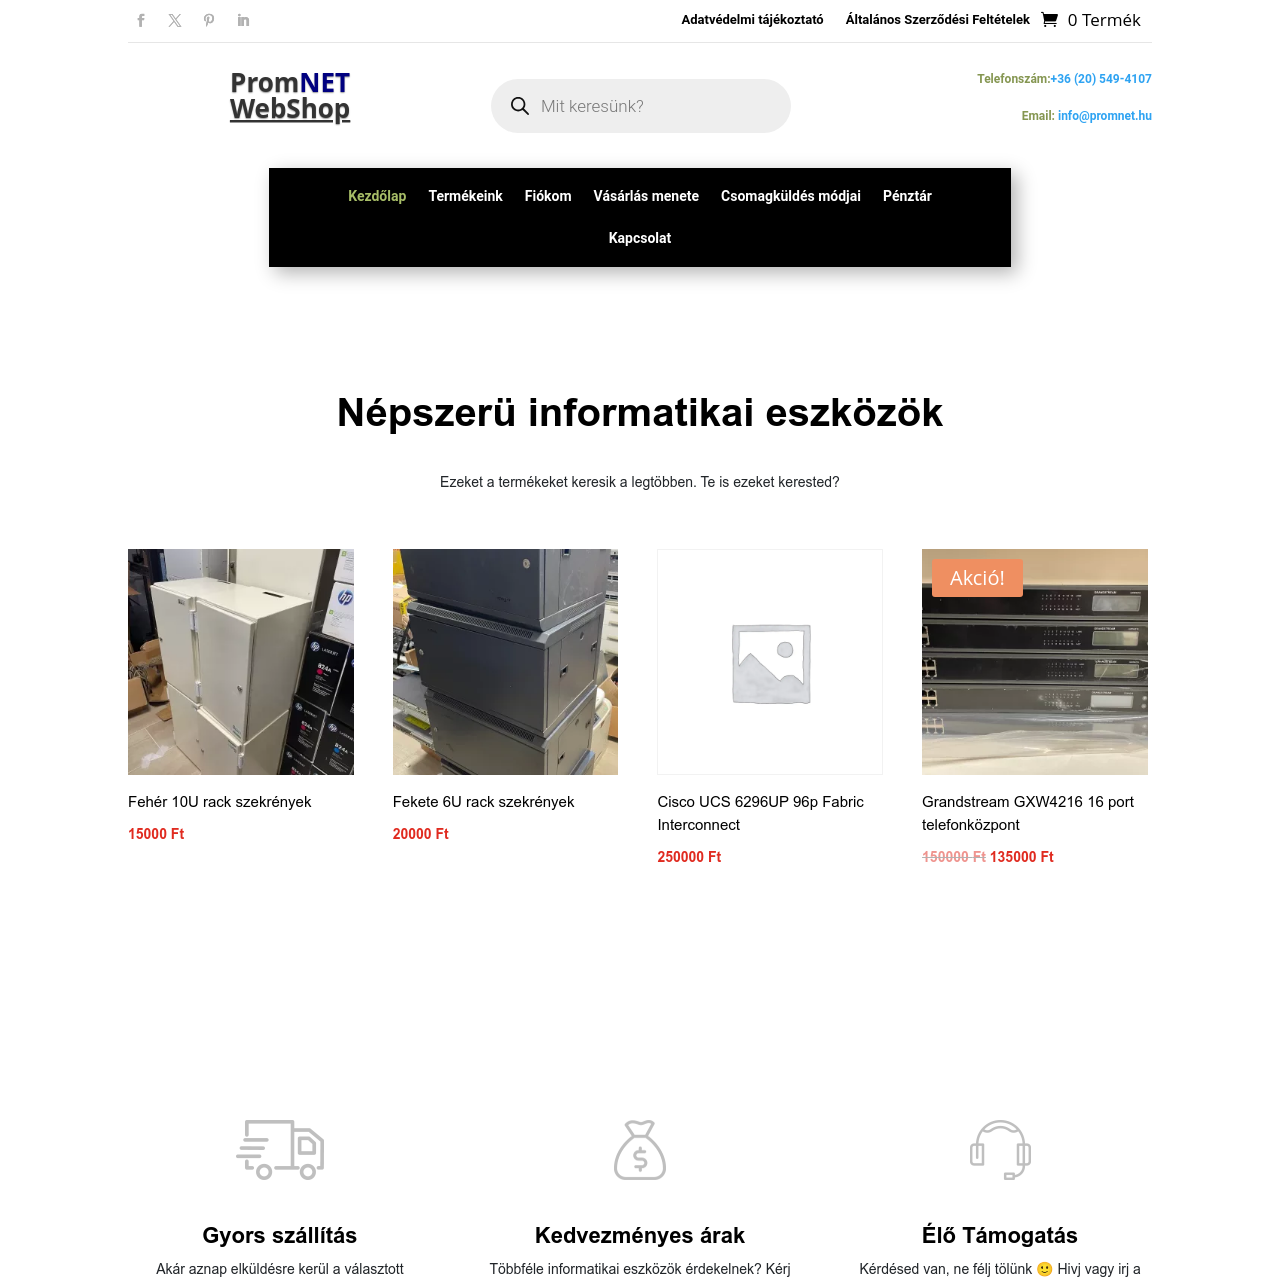 Adatvédelmi tájékoztató
Általános Szerződési Feltételek
0 Termék
PromNET
WebShop
Mit keresünk?
Telefonszám:+36 (20) 549-4107
Email: info@promnet.hu
Kezdőlap
Termékeink
Fiókom
Vásárlás menete
Csomagküldés módjai
Pénztár
Kapcsolat
Népszerü informatikai eszközök
Ezeket a termékeket keresik a legtöbben. Te is ezeket kerested?
Akció!
Fehér 10U rack szekrények
15000 Ft
Fekete 6U rack szekrények
20000 Ft
Cisco UCS 6296UP 96p Fabric
Interconnect
250000 Ft
Grandstream GXW4216 16 port
telefonközpont
150000 Ft 135000 Ft
Gyors szállítás
Akár aznap elküldésre kerül a választott
Kedvezményes árak
Többféle informatikai eszközök érdekelnek? Kérj
Élő Támogatás
Kérdésed van, ne félj tölünk 🙂 Hivj vagy irj a